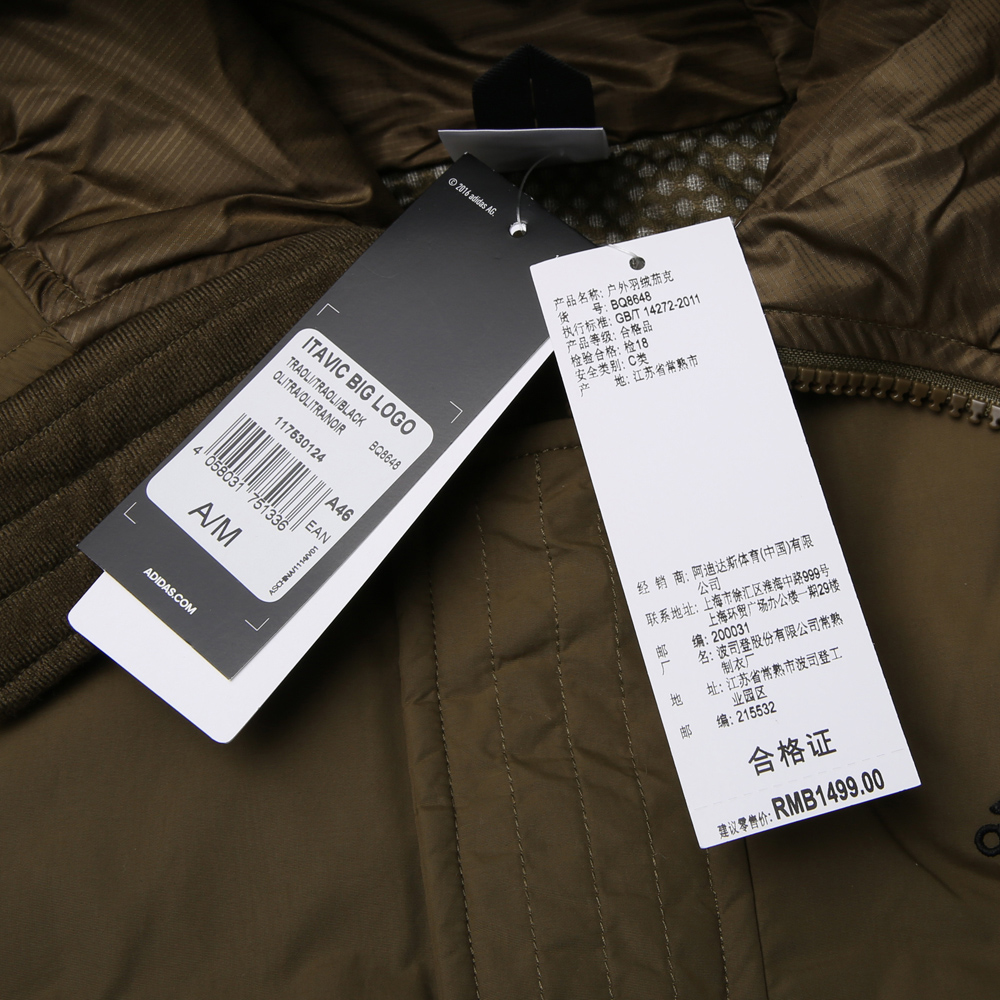 © 2016 adidas AG.
ITAVIC BIG LOGO
TRAOLI/TRAOLI/BLACK
OLITRA/OLITRA/NOIR
117530124
BQ8648
4 058031 751336
A46
EAN
A/M
ASCHINA/1114/V01
ADIDAS.COM
产品名称: 户外羽绒茄克
货 号: BQ8648
执行标准: GB/T 14272-2011
产品等级: 合格品
检验合格: 检18
安全类别: C类
产 地: 江苏省常熟市
经 销 商: 阿迪达斯体育(中国)有限
公司
联系地址: 上海市徐汇区淮海中路999号
上海环贸广场办公楼一期29楼
邮 编: 200031
厂 名: 波司登股份有限公司常熟
制衣厂
地 址: 江苏省常熟市波司登工
业园区
邮 编: 215532
合格证
建议零售价: RMB1499.00